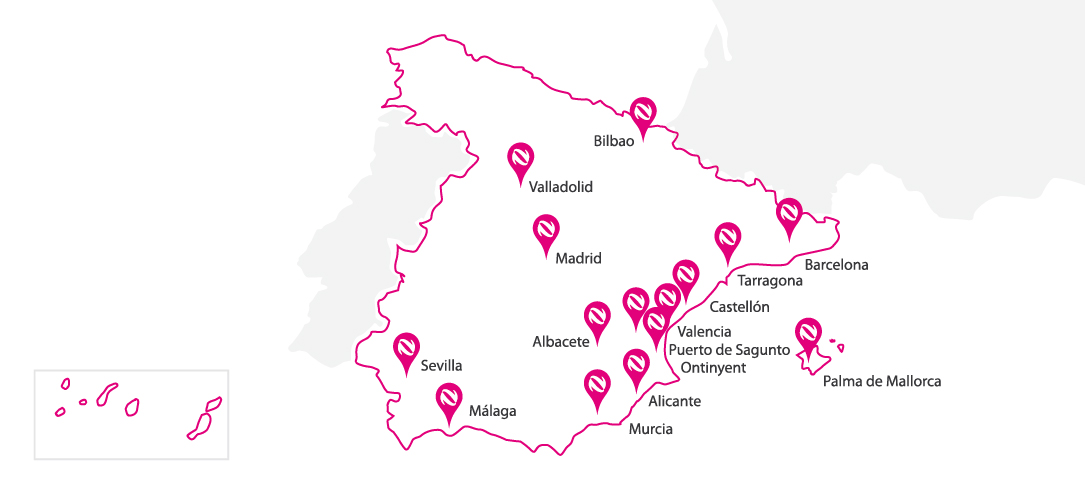 Bilbao
Valladolid
Madrid
Barcelona
Tarragona
Castellón
Valencia
Albacete
Puerto de Sagunto
Ontinyent
Sevilla
Palma de Mallorca
Alicante
Málaga
Murcia